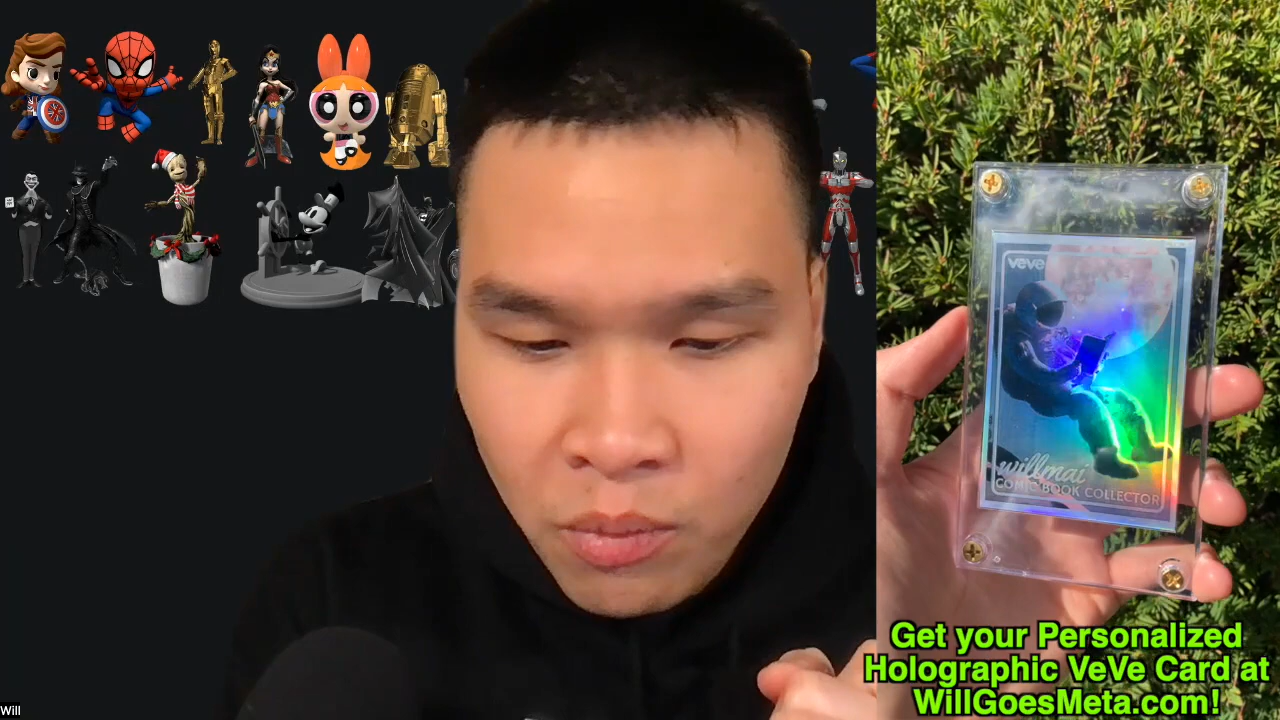 veve
willmai
COMIC BOOK COLLECTOR
Get your Personalized
Holographic VeVe Card at
WillGoesMeta.com!
Will